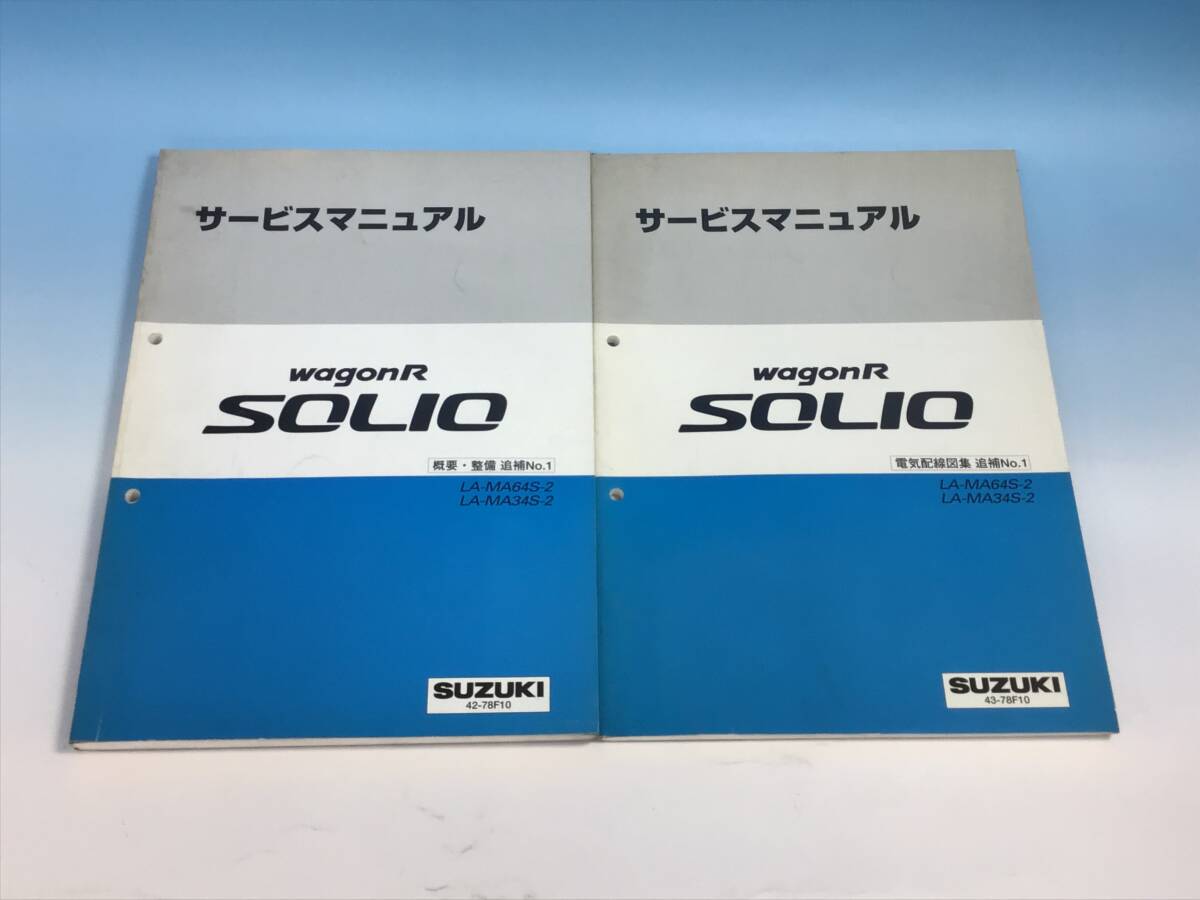 サービスマニュアル
wagonR
SOLIO
概要・整備 追補No.1
LA-MA64S-2
LA-MA34S-2
SUZUKI
42-78F10
サービスマニュアル
wagonR
SOLIO
電気配線図集 追補No.1
LA-MA64S-2
LA-MA34S-2
SUZUKI
43-78F10